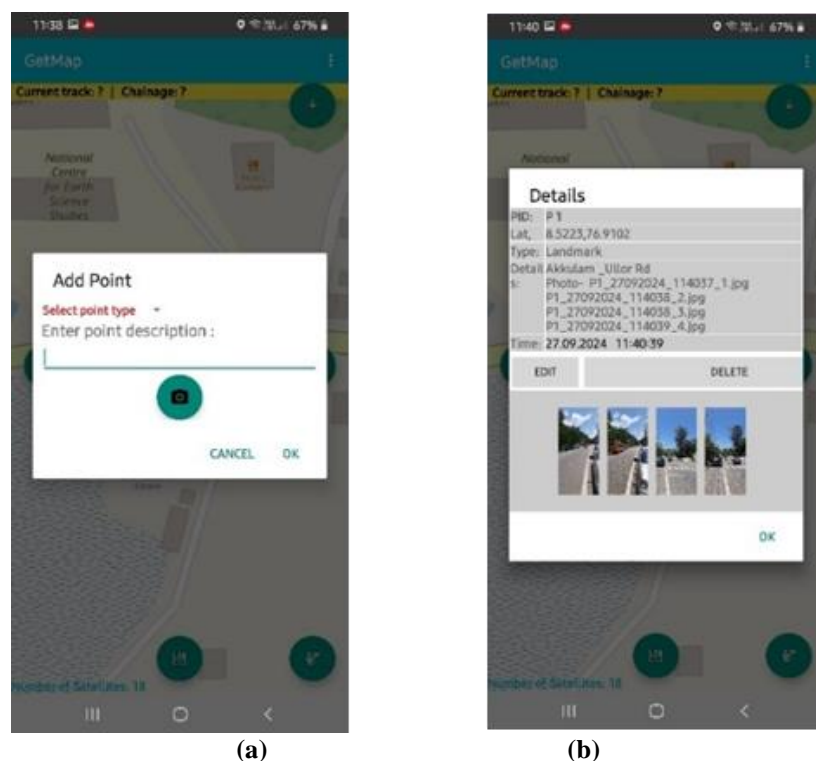 11:38
67%
GetMap
Current track: ? | Chainage: ?
National
Centre
for Earth
Science
Studies
Add Point
Select point type
Enter point description :
CANCEL OK
Number of Satellites: 18
(a)
11:40
67%
GetMap
Current track: ? | Chainage: ?
National
Details
PID: P 1
Lat, 8.5223,76.9102
Type: Landmark
Detail Akkulam _Ulloor Rd
s: Photo- P1_27092024_114037_1.jpg
P1_27092024_114038_2.jpg
P1_27092024_114038_3.jpg
P1_27092024_114039_4.jpg
Time: 27.09.2024 11:40:39
EDIT DELETE
OK
Number of Satellites: 18
(b)